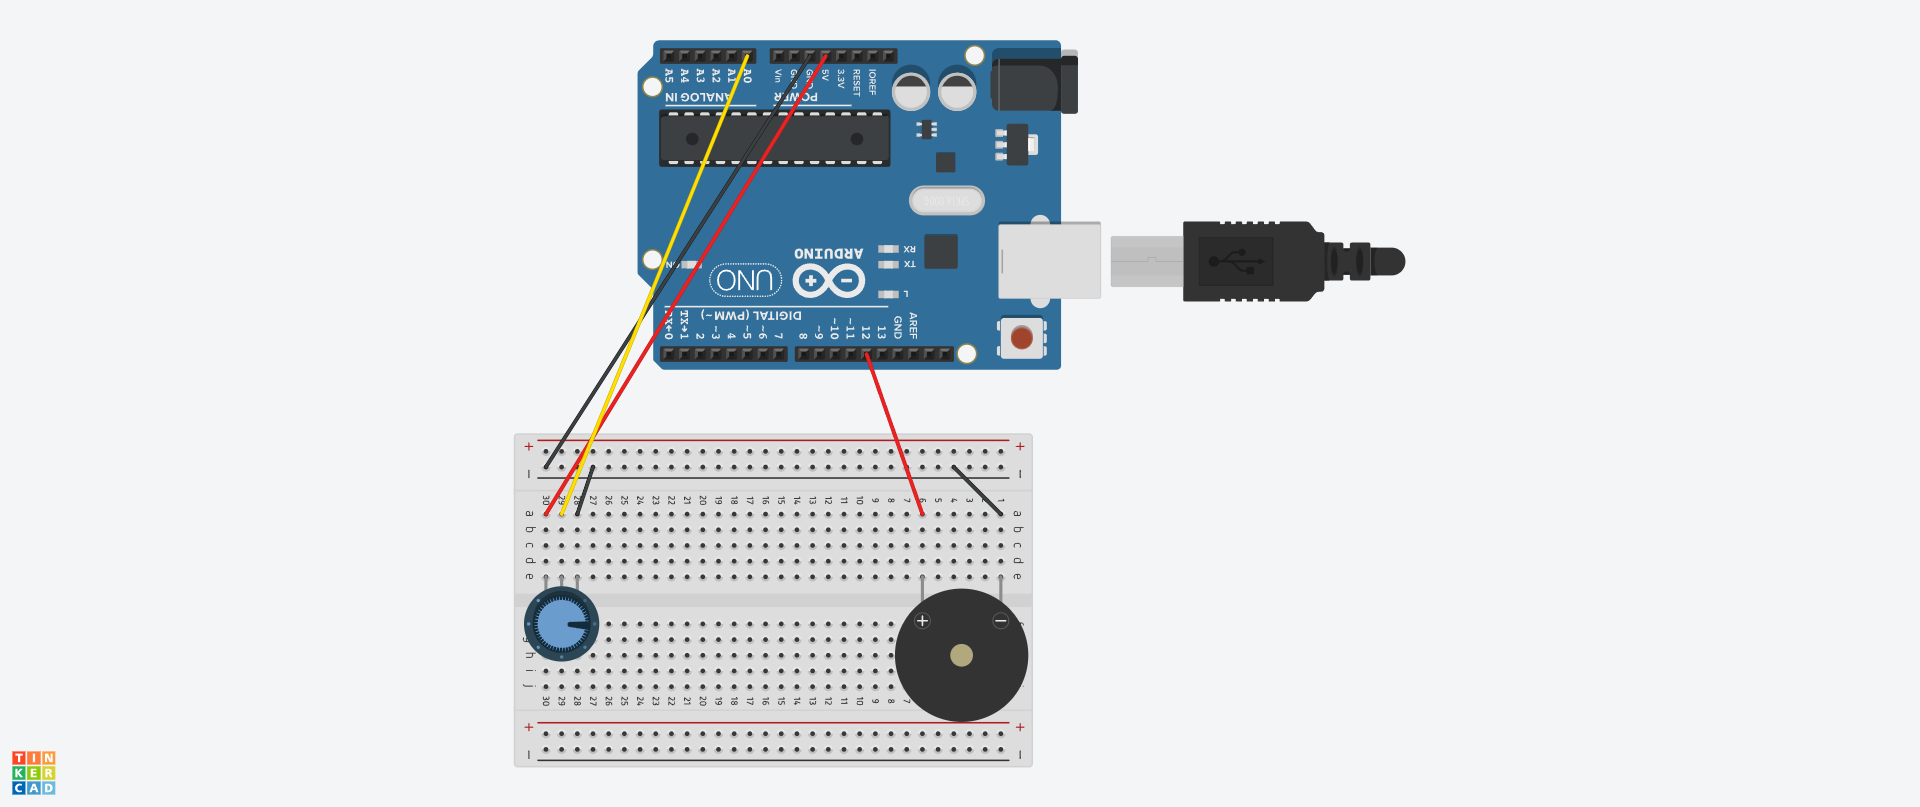 A5 A4 A3 A2 A1 A0 Vin GND 5V 3.3V RESET IOREF
ANALOG IN POWER
ARDUINO
UNO
RX
TX
L
ON
DIGITAL (PWM~)
TX→1 2 ~3 4 ~5 ~6 7 8 ~9 ~10 ~11 12 13 GND AREF
+ +
− −
30 29 28 27 26 25 24 23 22 21 20 19 18 17 16 15 14 13 12 11 10 9 8 7 6 5 4 3 2 1
a a
b b
c c
d d
e e
+ −
h
i
j
30 29 28 27 26 25 24 23 22 21 20 19 18 17 16 15 14 13 12 11 10 9 8 7
+ +
− −
TIN
KER
CAD